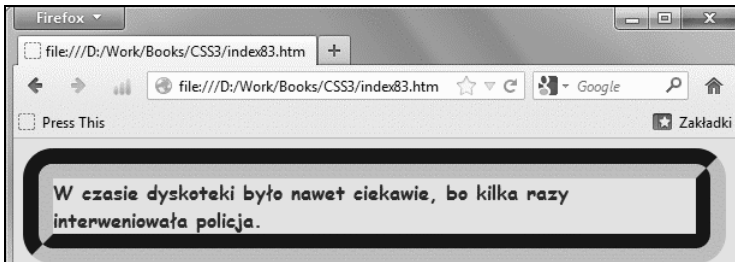 Firefox
file:///D:/Work/Books/CSS3/index83.htm
file:///D:/Work/Books/CSS3/index83.htm
Google
Press This
Zakładki
W czasie dyskoteki było nawet ciekawie, bo kilka razy
interweniowała policja.